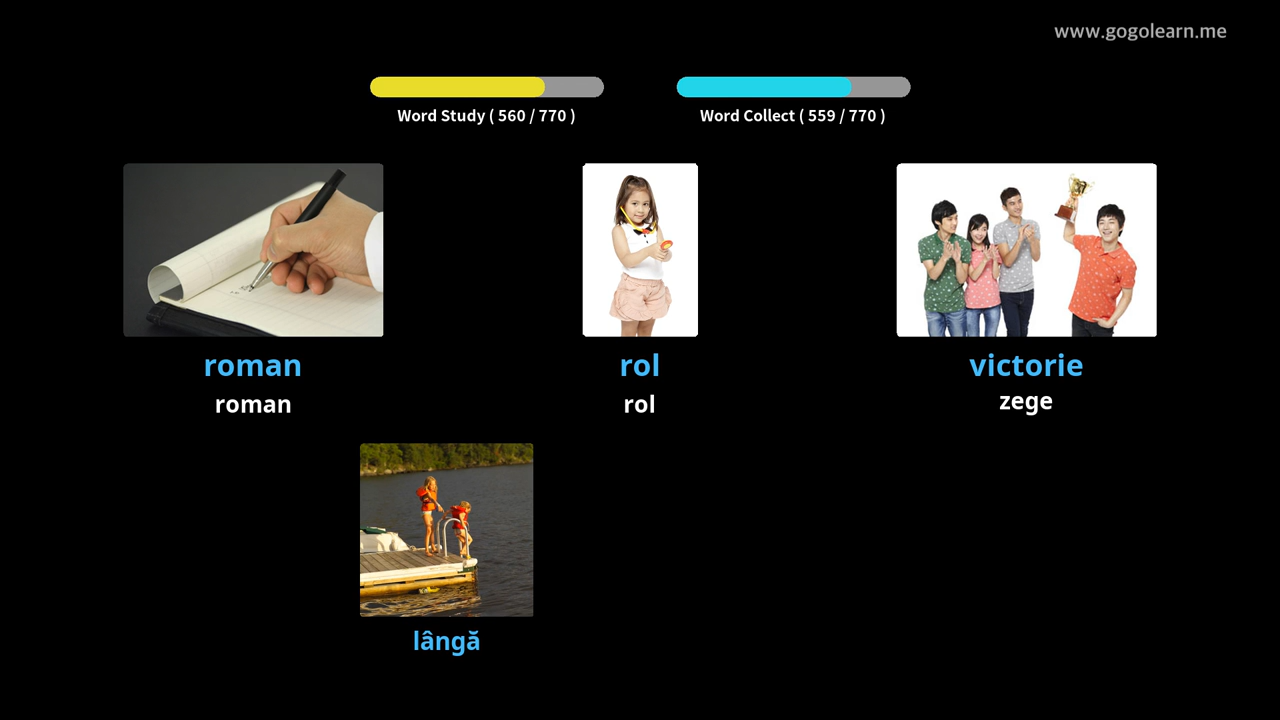 www.gogolearn.me
Word Study ( 560 / 770 )
Word Collect ( 559 / 770 )
roman
roman
rol
rol
victorie
zege
lângă